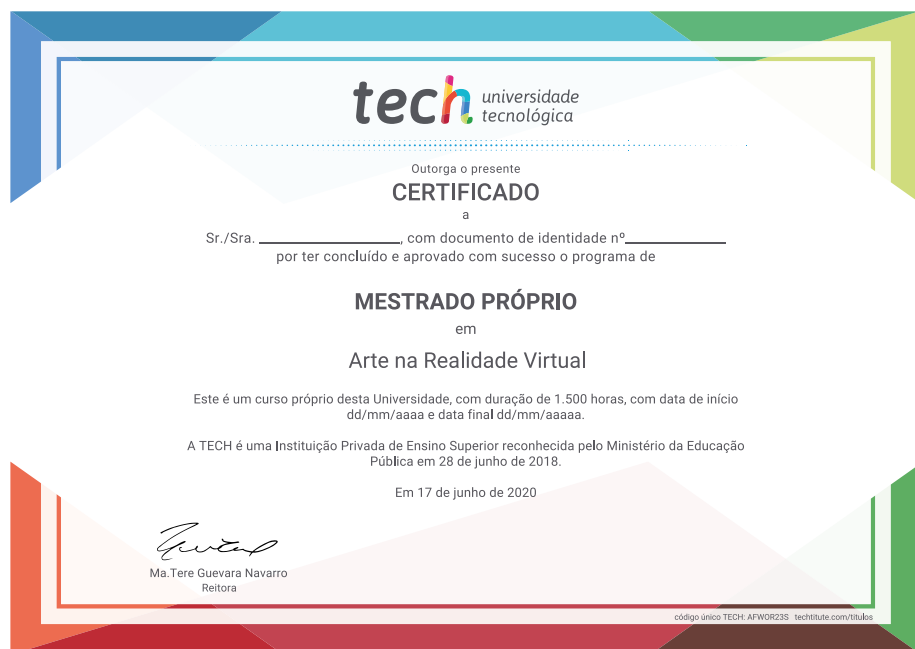 tech universidade
tecnológica
Outorga o presente
CERTIFICADO
a
Sr./Sra. ____________________, com documento de identidade nº______________
por ter concluído e aprovado com sucesso o programa de
MESTRADO PRÓPRIO
em
Arte na Realidade Virtual
Este é um curso próprio desta Universidade, com duração de 1.500 horas, com data de início
dd/mm/aaaa e data final dd/mm/aaaaa.
A TECH é uma Instituição Privada de Ensino Superior reconhecida pelo Ministério da Educação
Pública em 28 de junho de 2018.
Em 17 de junho de 2020
Ma.Tere Guevara Navarro
Reitora
código único TECH: AFWOR23S techtitute.com/titulos